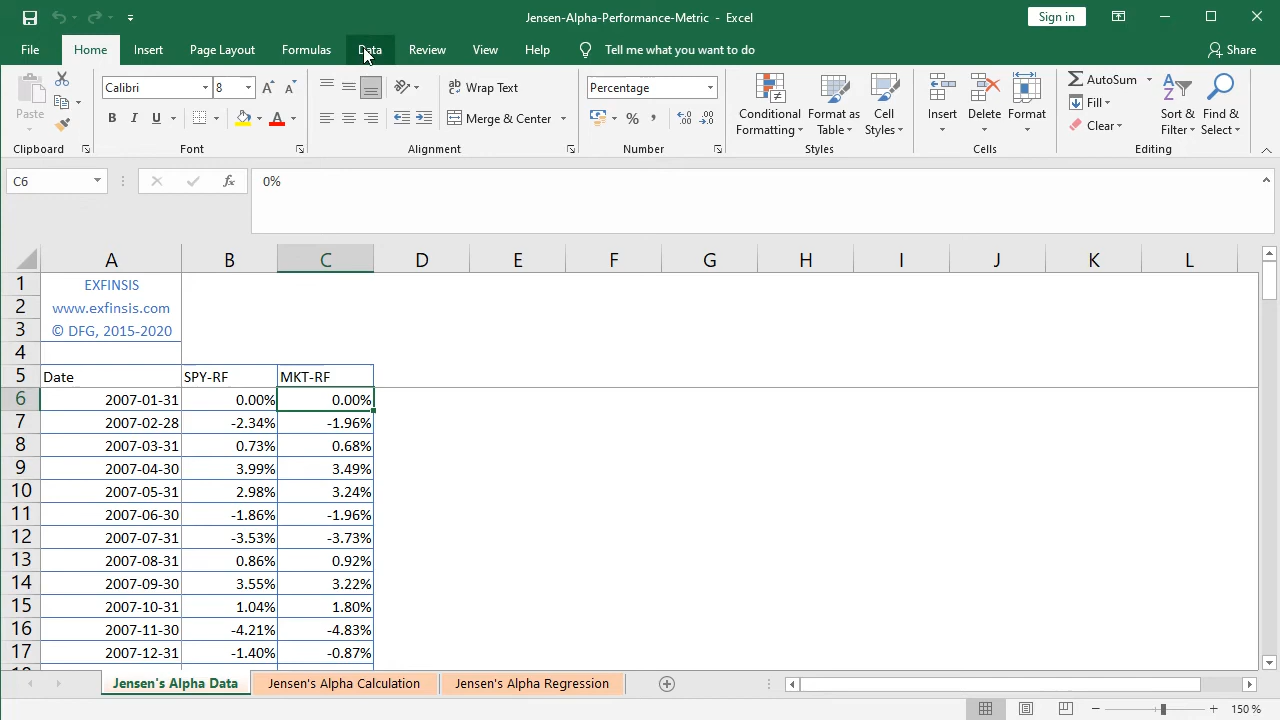 Jensen-Alpha-Performance-Metric - Excel
Sign in
File Home Insert Page Layout Formulas Data Review View Help Tell me what you want to do Share
Calibri 8 Wrap Text Percentage AutoSum
Paste B I U A A Merge & Center % , Conditional Formatting Format as Table Cell Styles Insert Delete Format Fill Clear Sort & Filter Find & Select
Clipboard Font Alignment Number Styles Cells Editing
C6 fx 0%
A B C D E F G H I J K L
1 EXFINSIS
2 www.exfinsis.com
3 © DFG, 2015-2020
4
5 Date SPY-RF MKT-RF
6 2007-01-31 0.00% 0.00%
7 2007-02-28 -2.34% -1.96%
8 2007-03-31 0.73% 0.68%
9 2007-04-30 3.99% 3.49%
10 2007-05-31 2.98% 3.24%
11 2007-06-30 -1.86% -1.96%
12 2007-07-31 -3.53% -3.73%
13 2007-08-31 0.86% 0.92%
14 2007-09-30 3.55% 3.22%
15 2007-10-31 1.04% 1.80%
16 2007-11-30 -4.21% -4.83%
17 2007-12-31 -1.40% -0.87%
Jensen's Alpha Data Jensen's Alpha Calculation Jensen's Alpha Regression
150 %